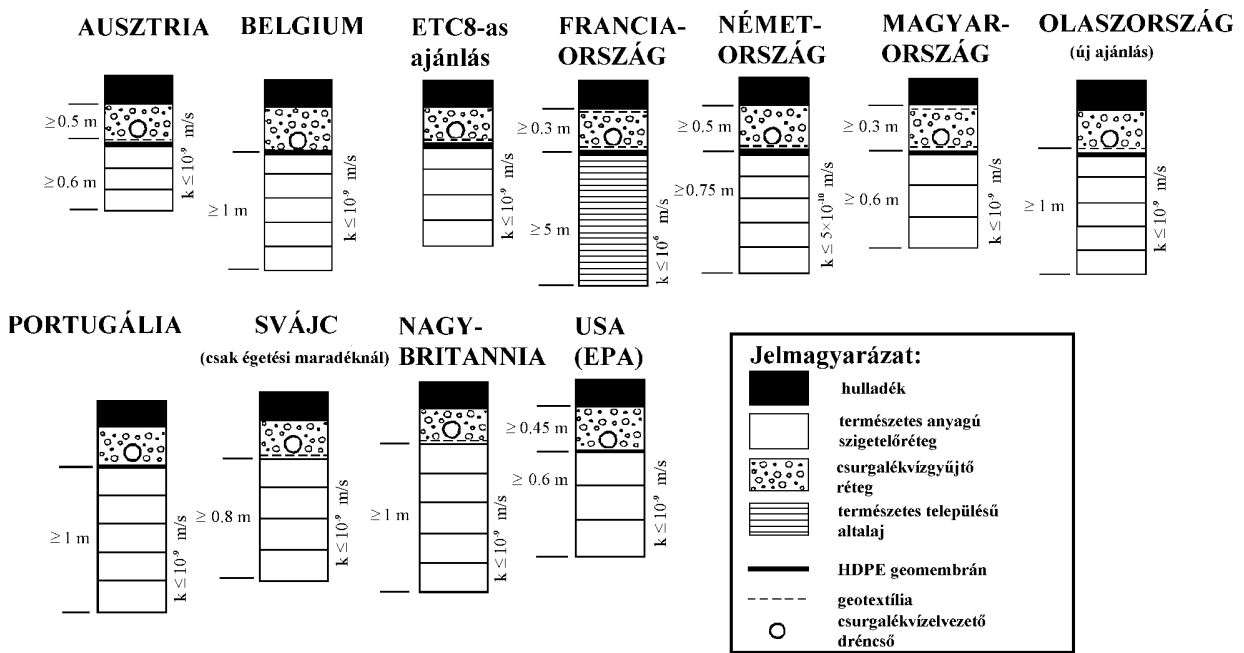 AUSZTRIA
≥ 0.5 m
≥ 0.6 m
k ≤ 10⁻⁹ m/s
BELGIUM
≥ 1 m
k ≤ 10⁻⁹ m/s
ETC8-as
ajánlás
k ≤ 10⁻⁹ m/s
FRANCIA-
ORSZÁG
≥ 0.3 m
≥ 5 m
k ≤ 10⁶ m/s
NÉMET-
ORSZÁG
≥ 0.5 m
≥0.75 m
k ≤ 5×10⁻¹⁰ m/s
MAGYAR-
ORSZÁG
≥ 0.3 m
≥ 0.6 m
k ≤ 10⁻⁹ m/s
OLASZORSZÁG
(új ajánlás)
≥ 1 m
k ≤ 10⁻⁹ m/s
PORTUGÁLIA
≥ 1 m
k ≤ 10⁻⁹ m/s
SVÁJC
(csak égetési maradéknál)
≥ 0.8 m
k ≤ 10⁻⁹ m/s
NAGY-
BRITANNIA
≥ 1 m
k ≤ 10⁻⁹ m/s
USA
(EPA)
≥ 0.45 m
≥ 0.6 m
k ≤ 10⁻⁹ m/s
Jelmagyarázat:
hulladék
természetes anyagú
szigetelőréteg
csurgalékvízgyűjtő
réteg
természetes településű
altalaj
HDPE geomembrán
geotextília
csurgalékvízelvezető
dréncső